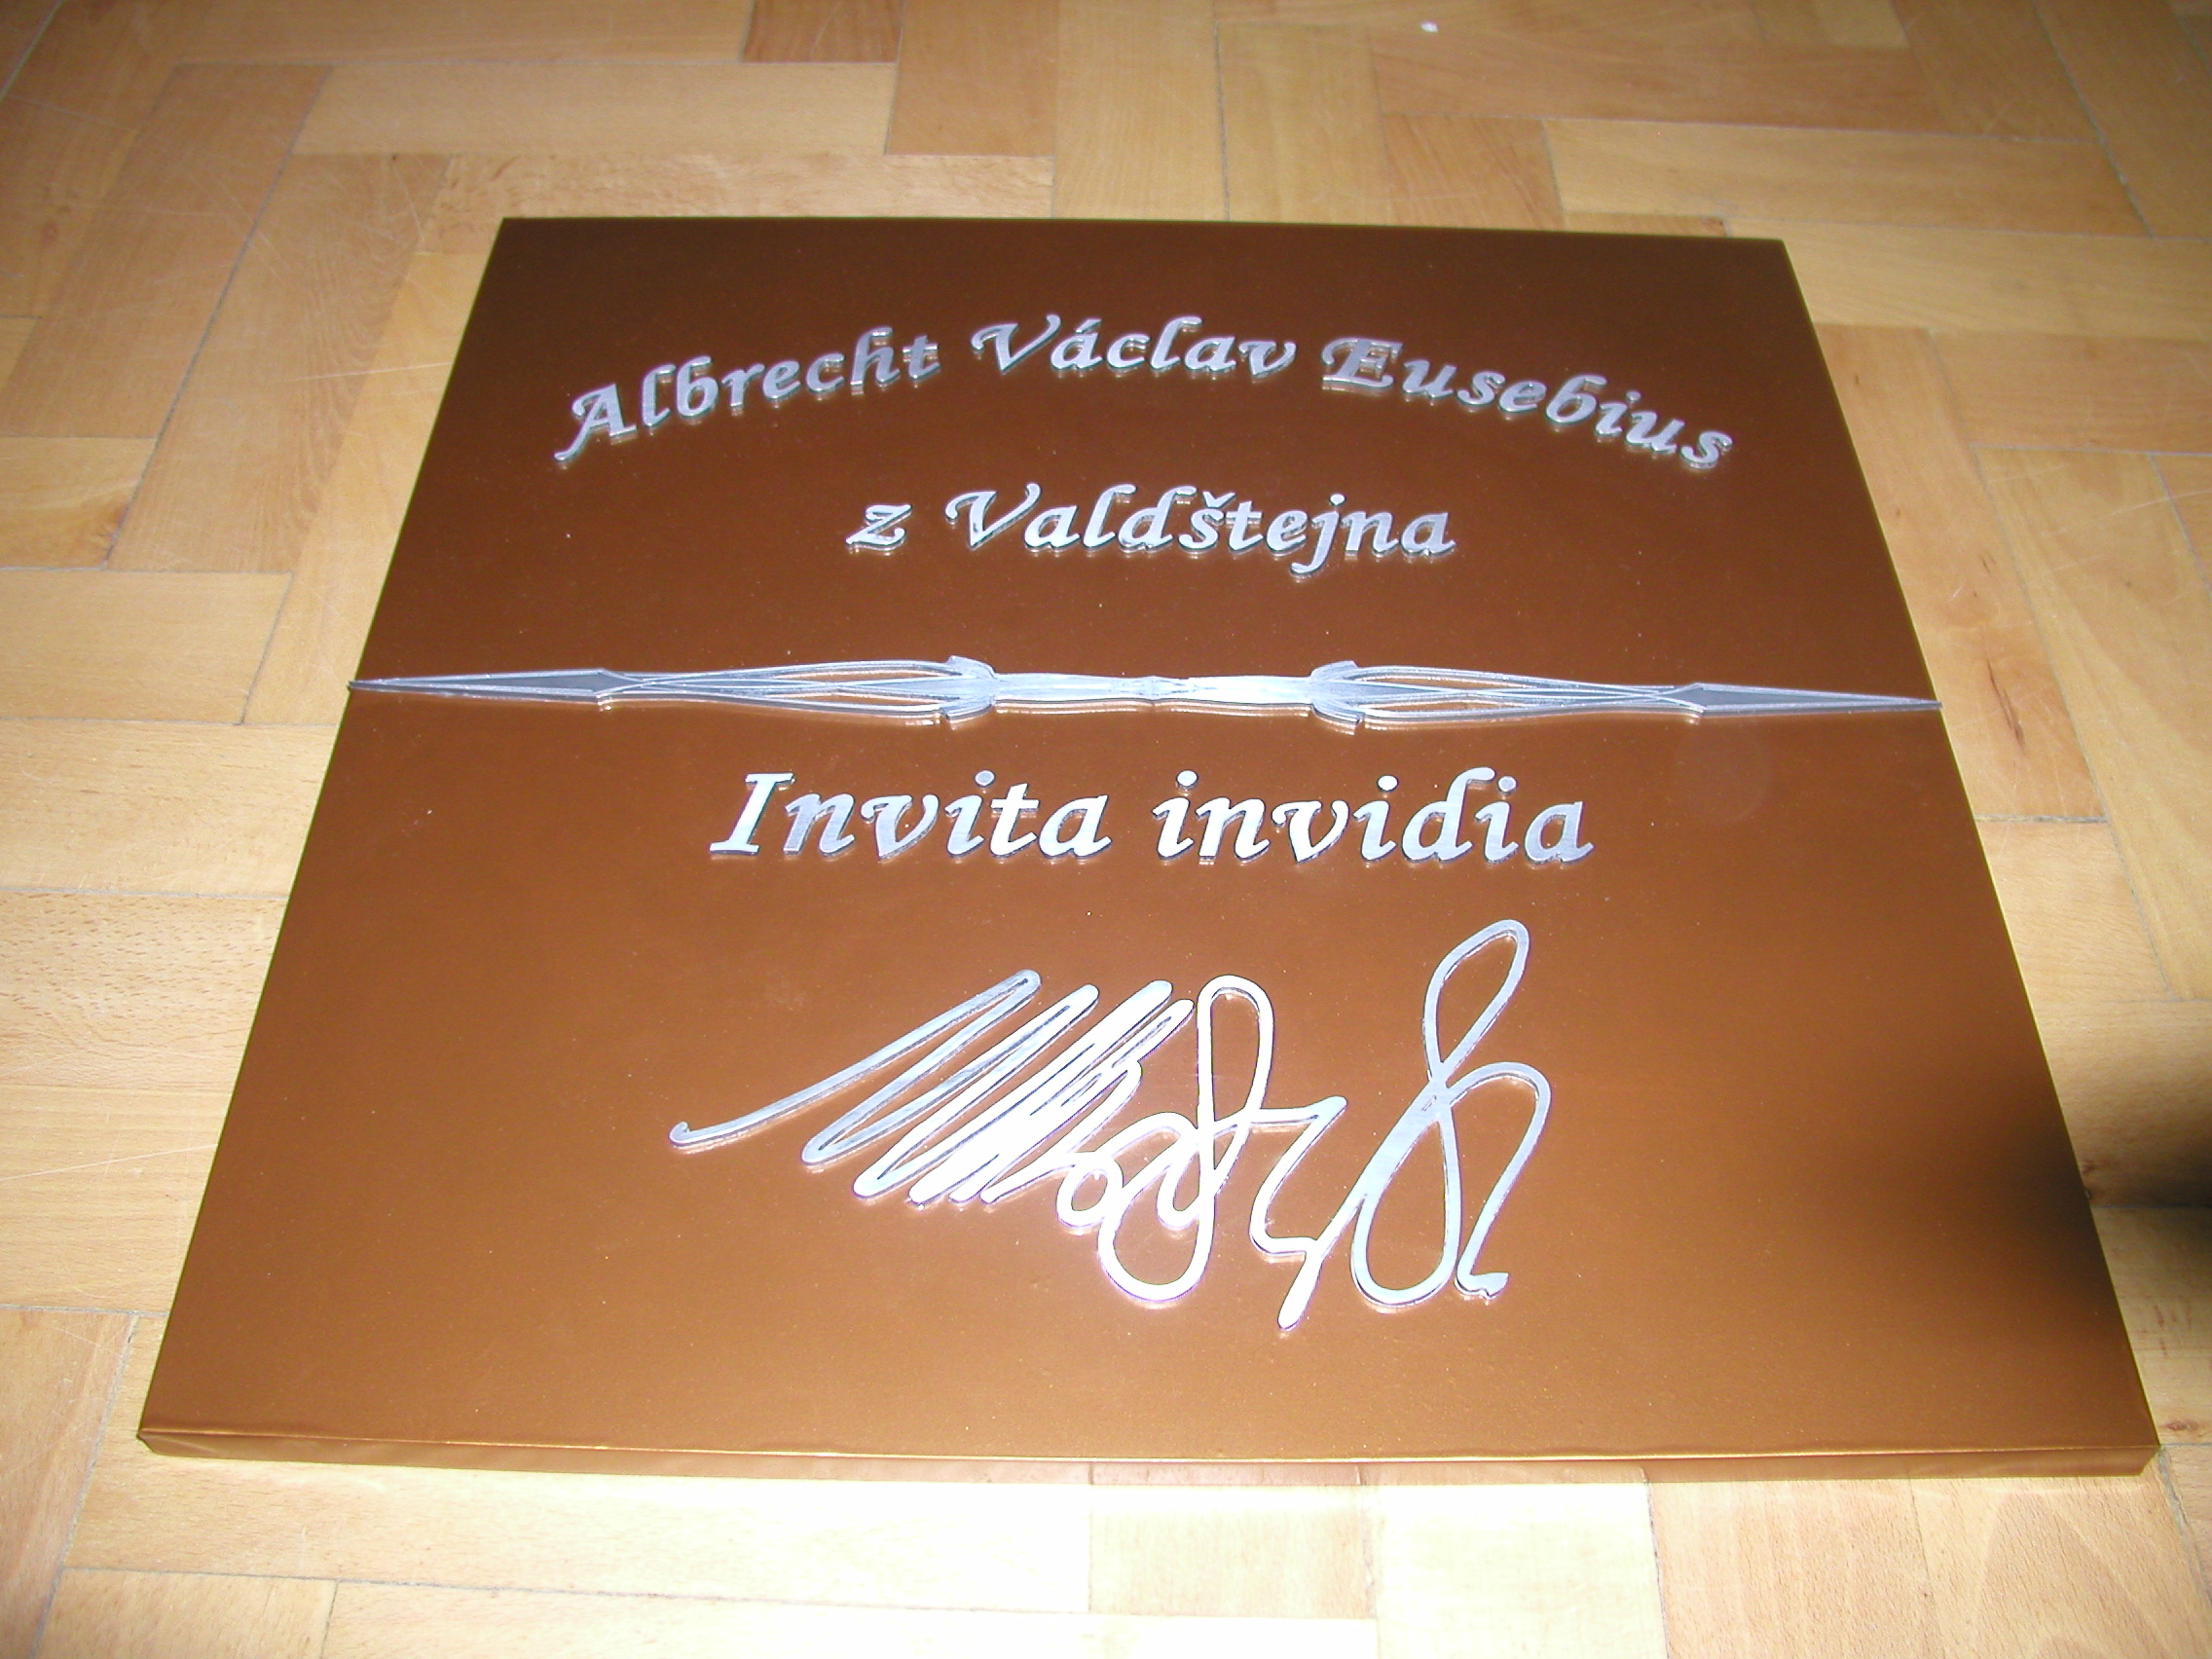 Albrecht Václav Eusebius
z Valdštejna
Invita invidia